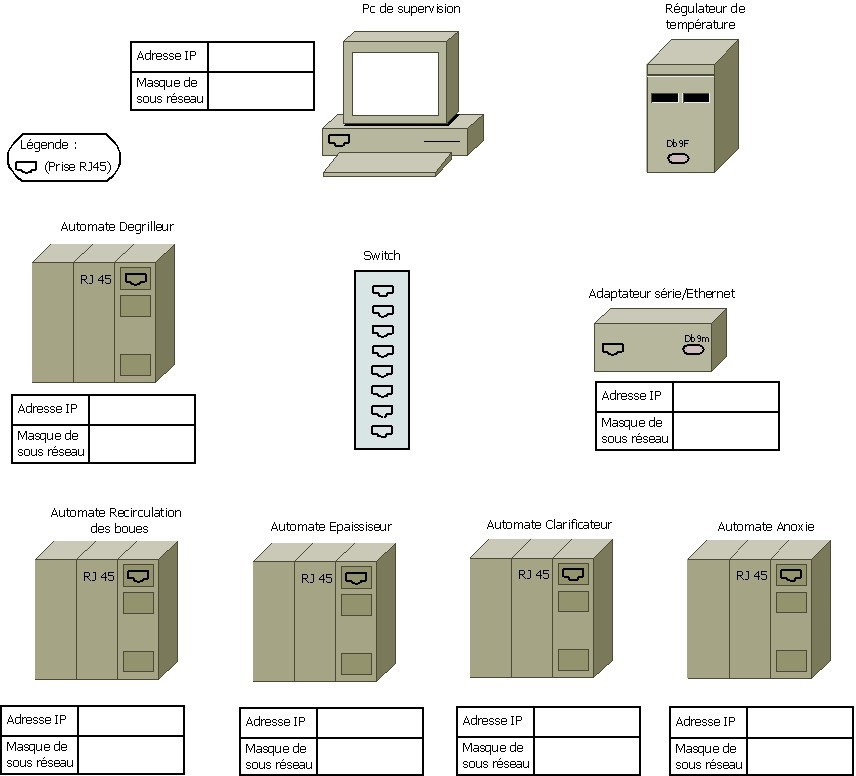 Pc de supervision
Régulateur de
température
Adresse IP
Masque de
sous réseau
Db9F
Légende :
(Prise RJ45)
Automate Degrilleur
RJ 45
Switch
Adaptateur série/Ethernet
Db9m
Adresse IP
Masque de
sous réseau
Adresse IP
Masque de
sous réseau
Automate Recirculation
des boues
Automate Epaissiseur
Automate Clarificateur
Automate Anoxie
RJ 45
RJ 45
RJ 45
RJ 45
Adresse IP
Masque de
sous réseau
Adresse IP
Masque de
sous réseau
Adresse IP
Masque de
sous réseau
Adresse IP
Masque de
sous réseau